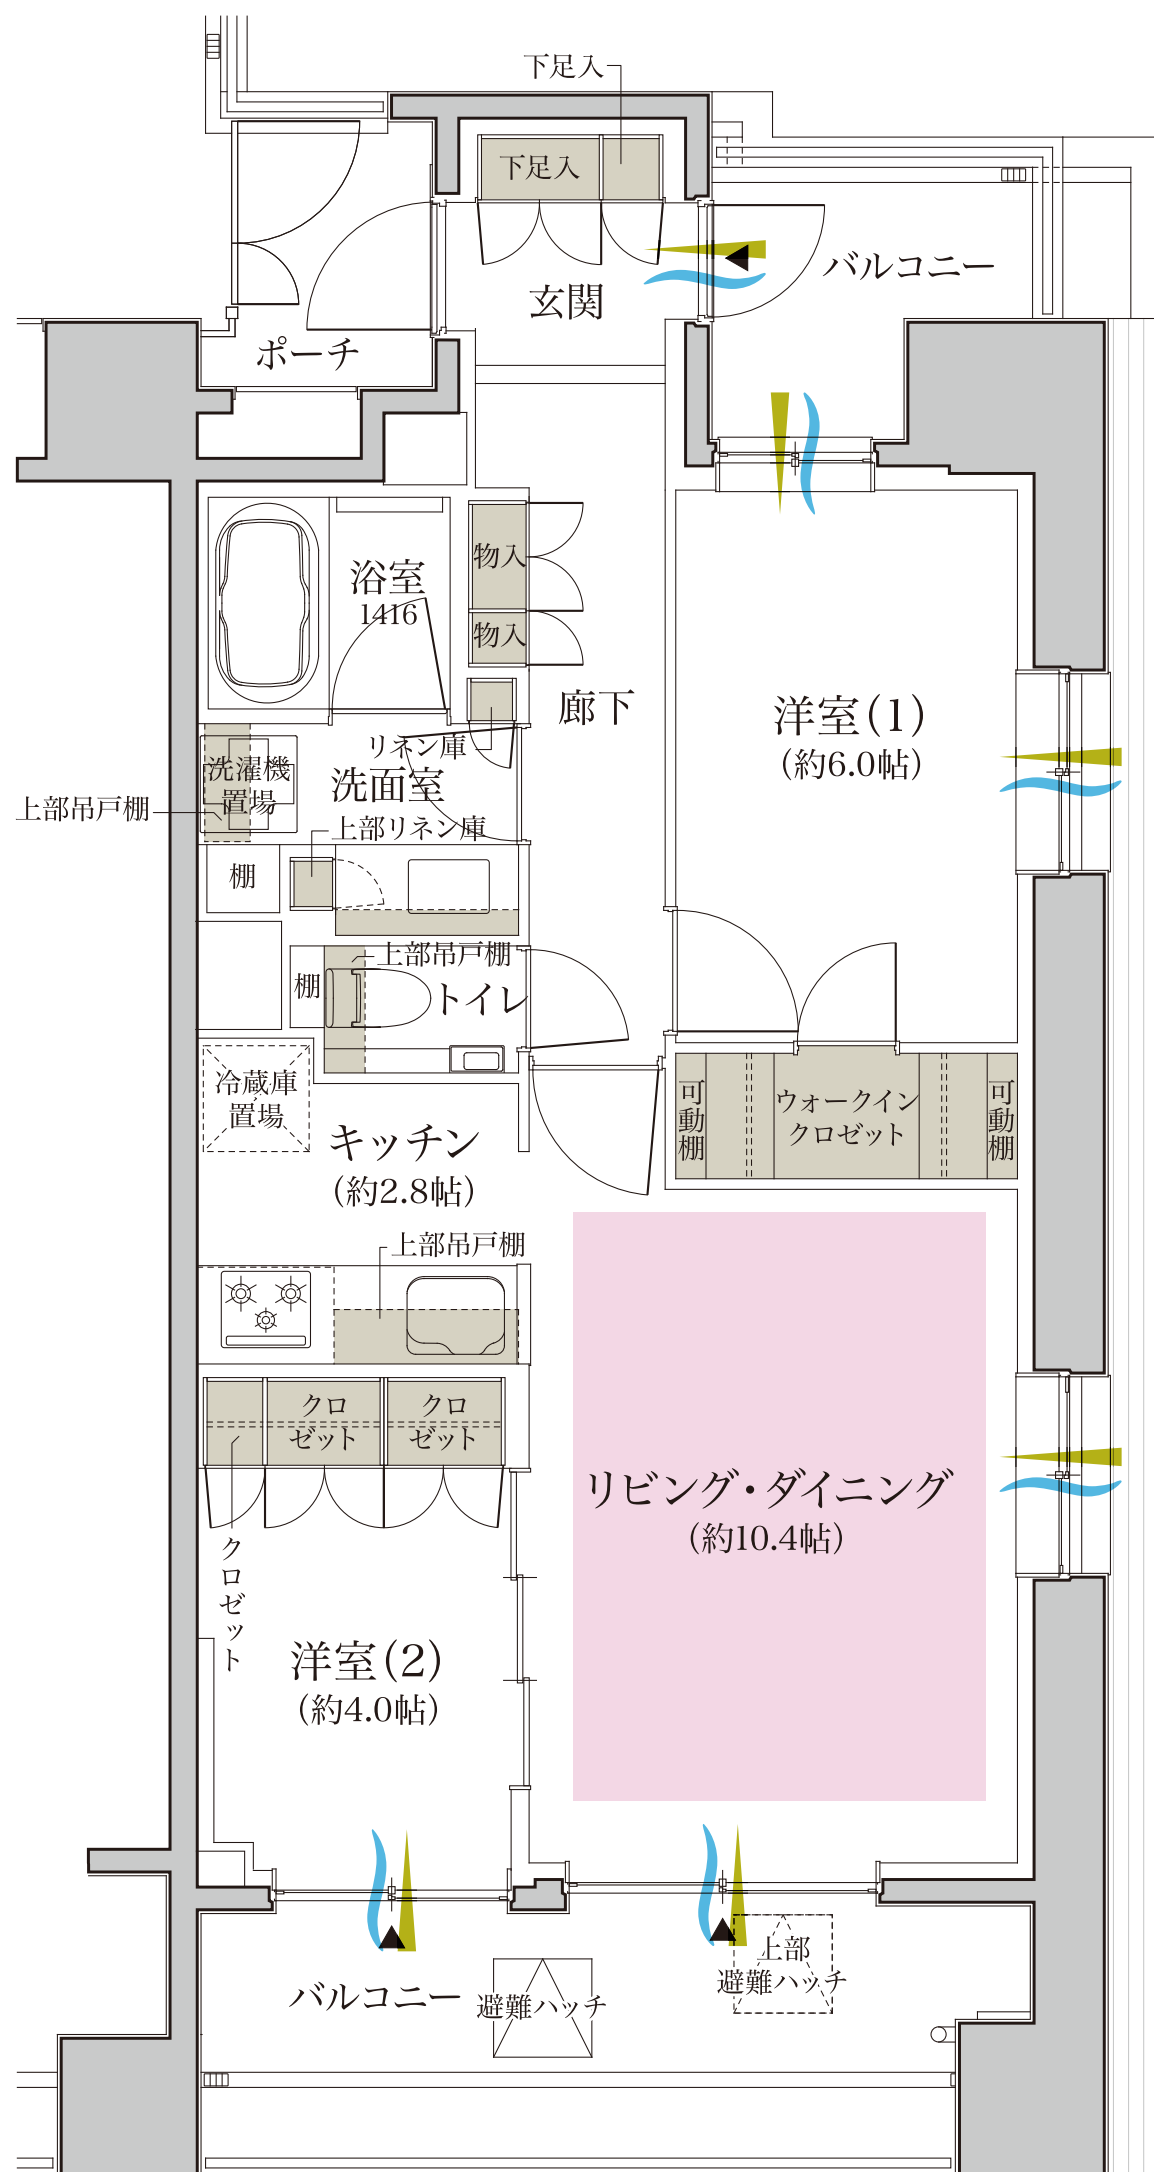 下足入
下足入
バルコニー
玄関
ポーチ
物入
浴室
1416
物入
廊下
洋室(1)
(約6.0帖)
リネン庫
洗濯機
置場
洗面室
上部吊戸棚
上部リネン庫
棚
上部吊戸棚
棚
トイレ
冷蔵庫
置場
可動棚
ウォークイン
クロゼット
可動棚
キッチン
(約2.8帖)
上部吊戸棚
クロ
ゼット
クロ
ゼット
リビング・ダイニング
(約10.4帖)
クロゼット
洋室(2)
(約4.0帖)
上部
避難ハッチ
バルコニー
避難ハッチ